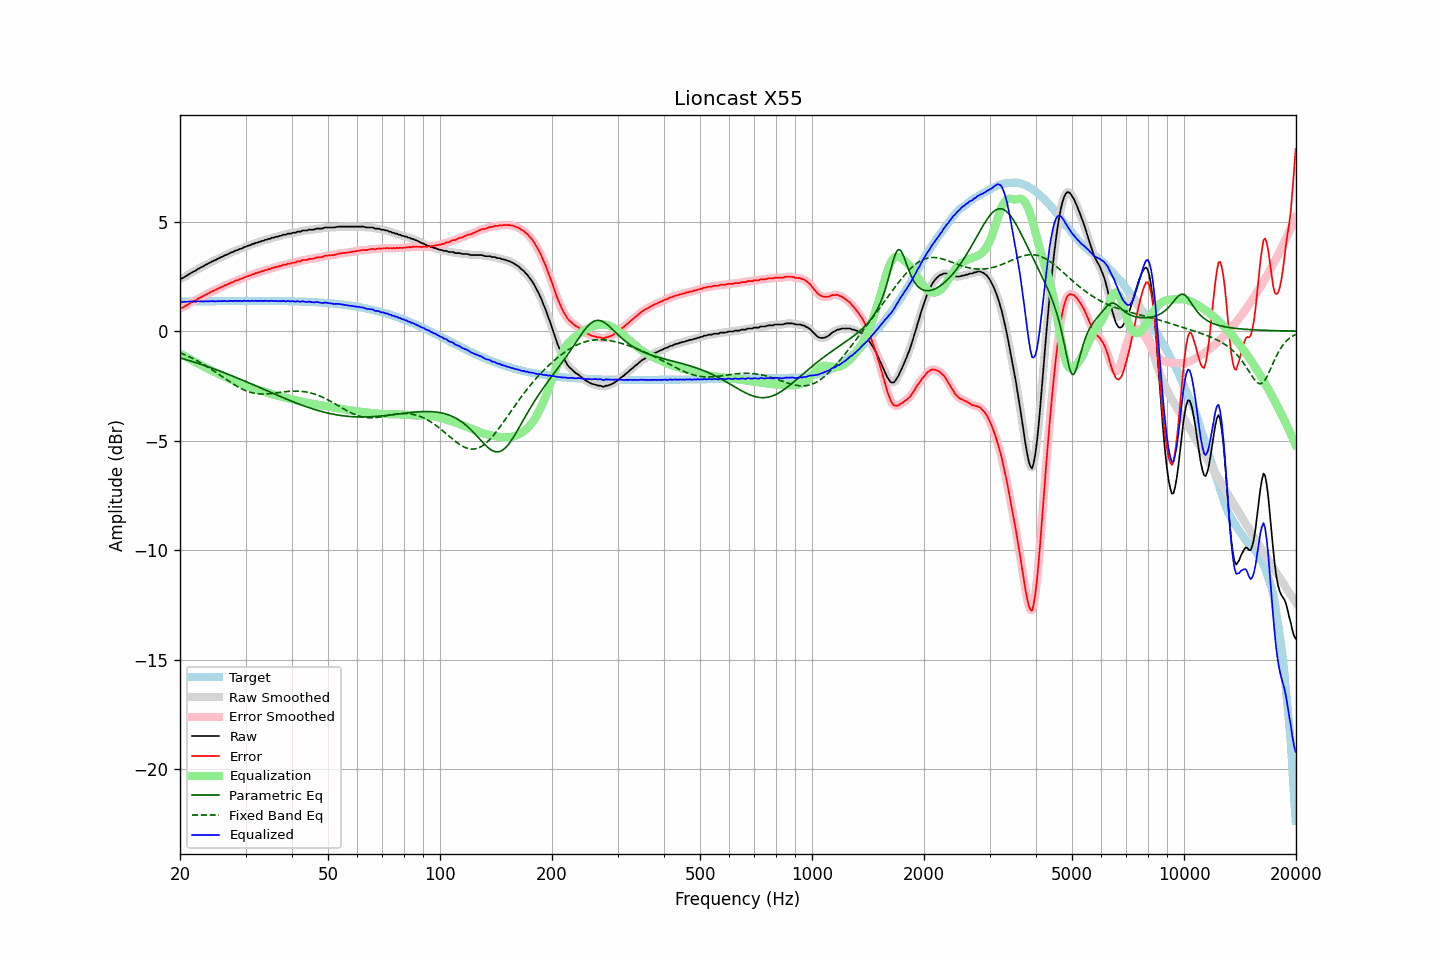 Lioncast X55
Amplitude (dBr)
5
0
−5
−10
−15
−20
Target
Raw Smoothed
Error Smoothed
Raw
Error
Equalization
Parametric Eq
Fixed Band Eq
Equalized
20 50 100 200 500 1000 2000 5000 10000 20000
Frequency (Hz)